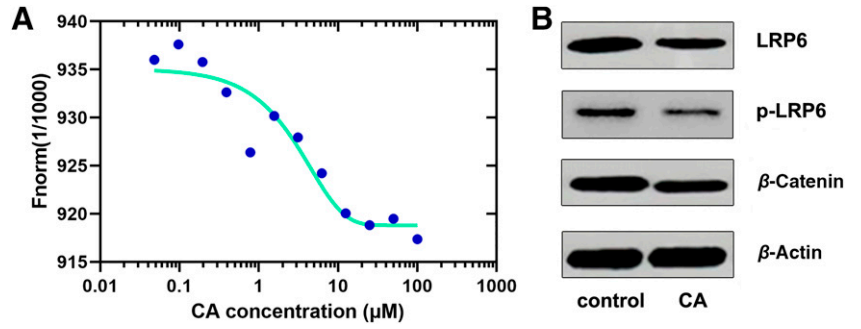 A
940
935
930
925
920
915
Fnorm(1/1000)
0.01
0.1
1
10
100
1000
CA concentration (µM)
B
LRP6
p-LRP6
β-Catenin
β-Actin
control
CA